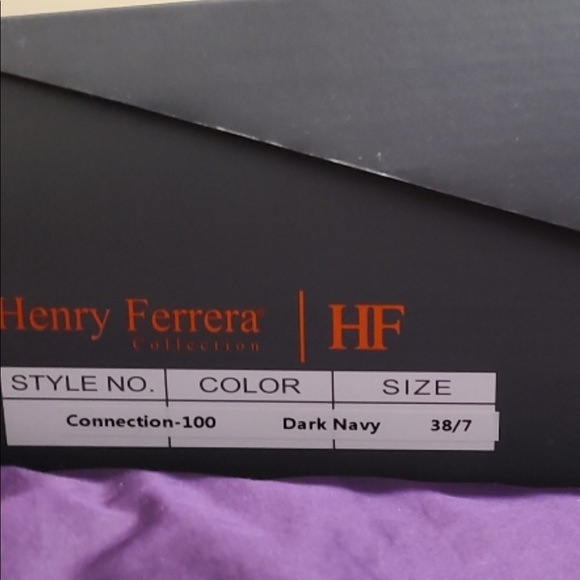 Henry Ferrera® | HF
Collection
STYLE NO. COLOR SIZE
Connection-100 Dark Navy 38/7